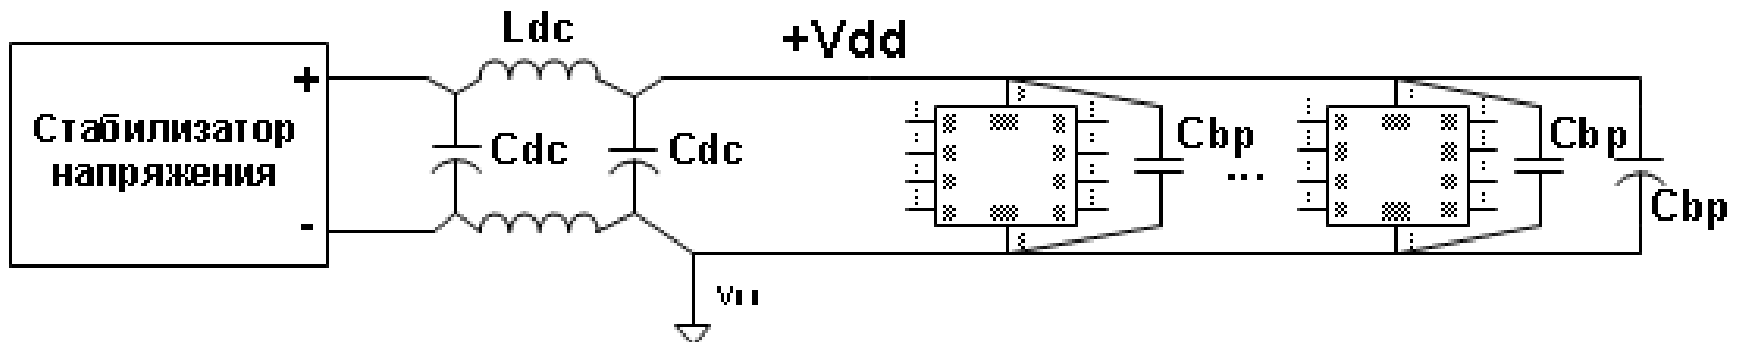 Ldc
+Vdd
+
Стабилизатор
напряжения
-
Cdc
Cdc
Cbp
...
Cbp
Cbp